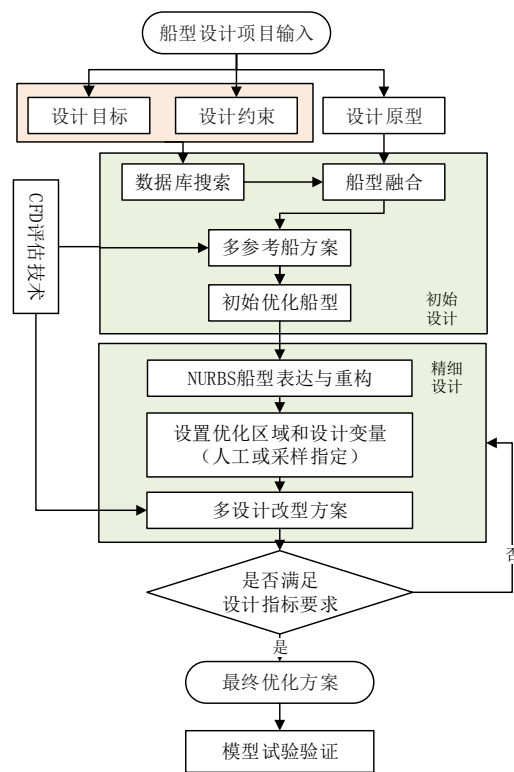 船型设计项目输入
设计目标
设计约束
设计原型
数据库搜索
船型融合
CFD评估技术
多参考船方案
初始优化船型
初始
设计
NURBS船型表达与重构
精细
设计
设置优化区域和设计变量
（人工或采样指定）
多设计改型方案
是否满足
设计指标要求
否
是
最终优化方案
模型试验验证